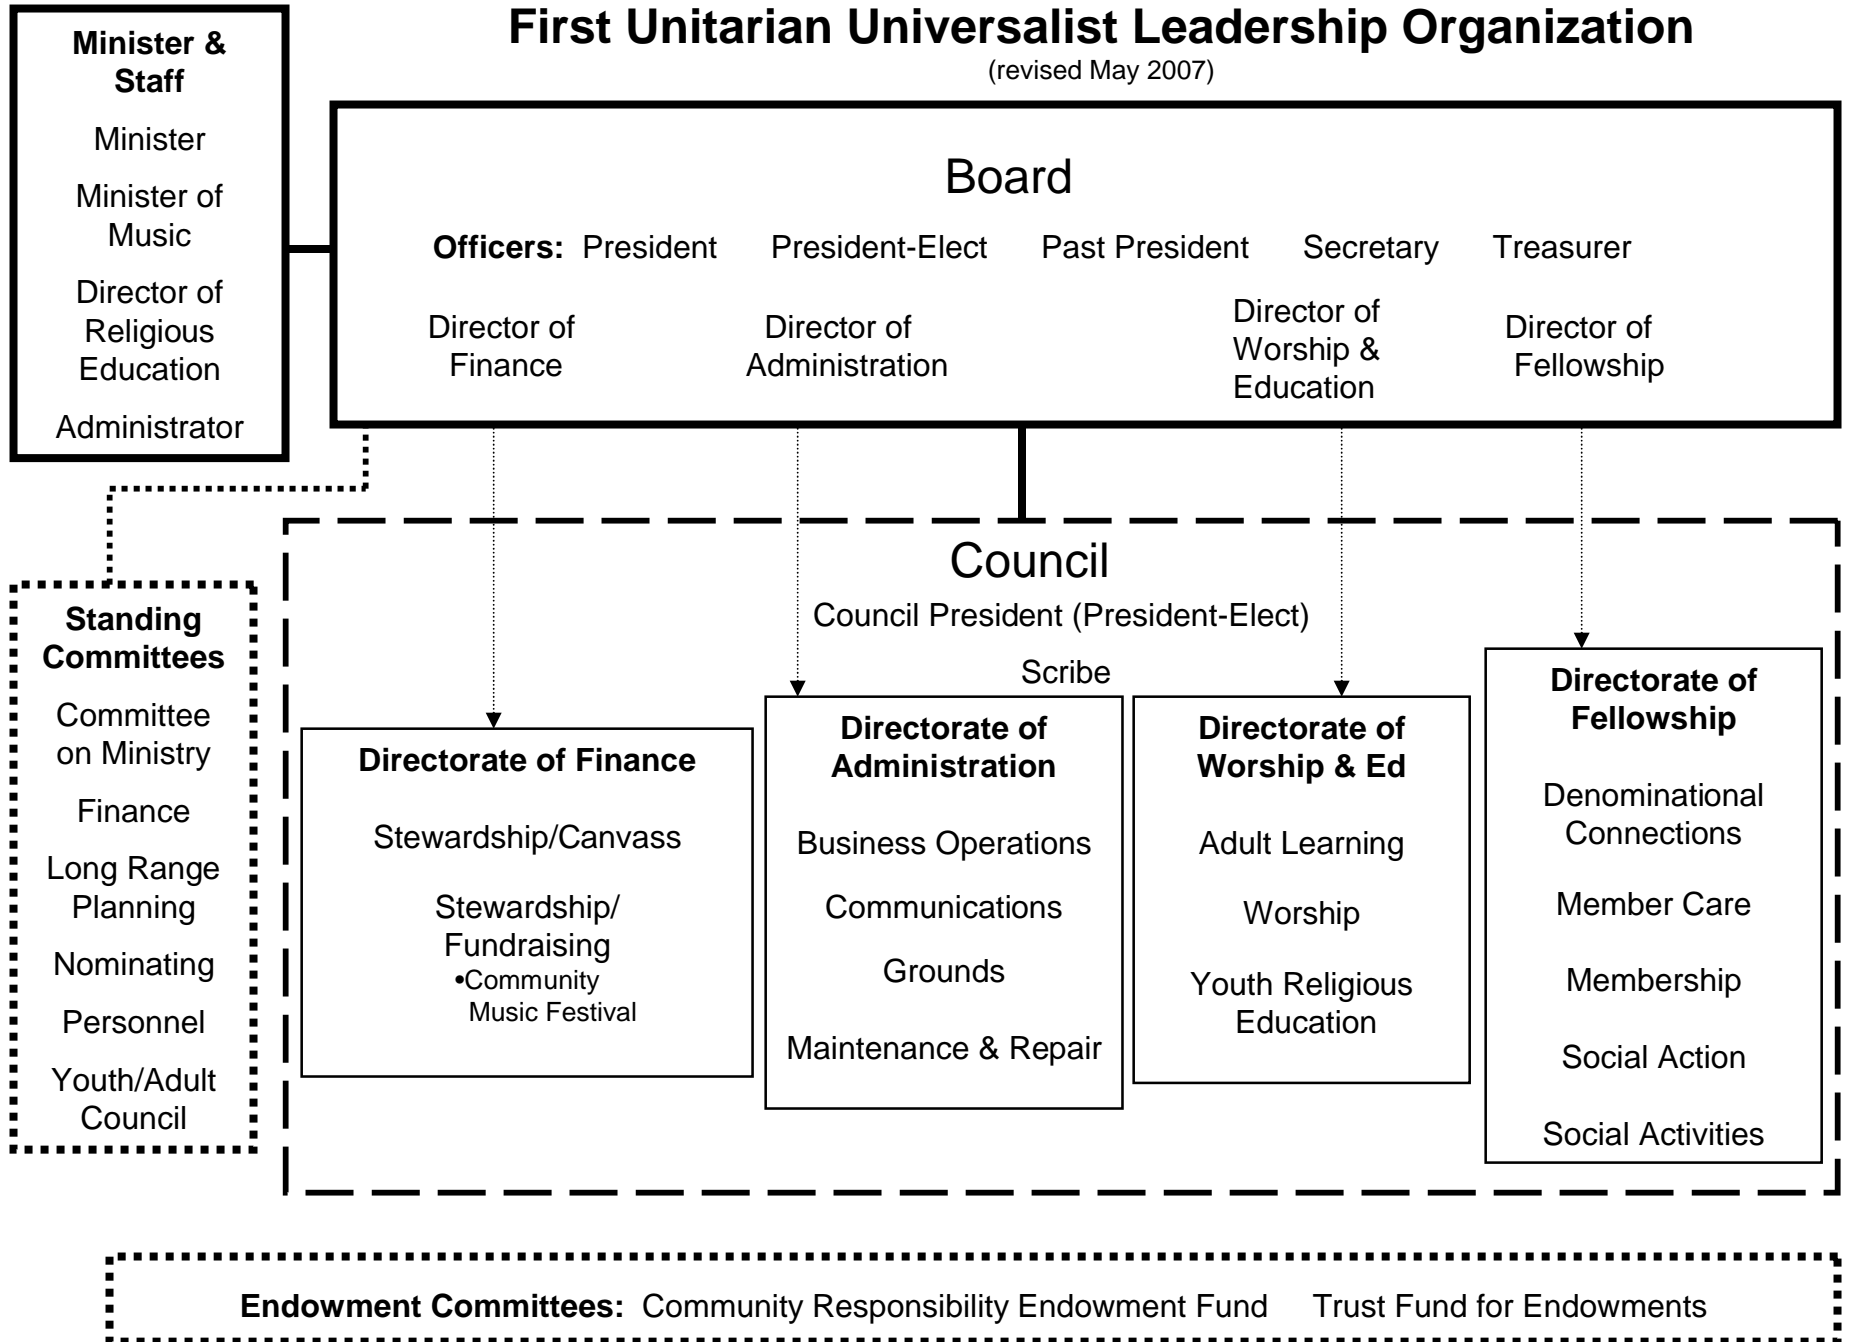 First Unitarian Universalist Leadership Organization
(revised May 2007)
Minister &
Staff
Minister
Minister of
Music
Director of
Religious
Education
Administrator
Board
Officers: President President-Elect Past President Secretary Treasurer
Director of
Finance
Director of
Administration
Director of
Worship &
Education
Director of
Fellowship
Standing
Committees
Committee
on Ministry
Finance
Long Range
Planning
Nominating
Personnel
Youth/Adult
Council
Council
Council President (President-Elect)
Scribe
Directorate of Finance
Stewardship/Canvass
Stewardship/
Fundraising
•Community
Music Festival
Directorate of
Administration
Business Operations
Communications
Grounds
Maintenance & Repair
Directorate of
Worship & Ed
Adult Learning
Worship
Youth Religious
Education
Directorate of
Fellowship
Denominational
Connections
Member Care
Membership
Social Action
Social Activities
Endowment Committees: Community Responsibility Endowment Fund Trust Fund for Endowments